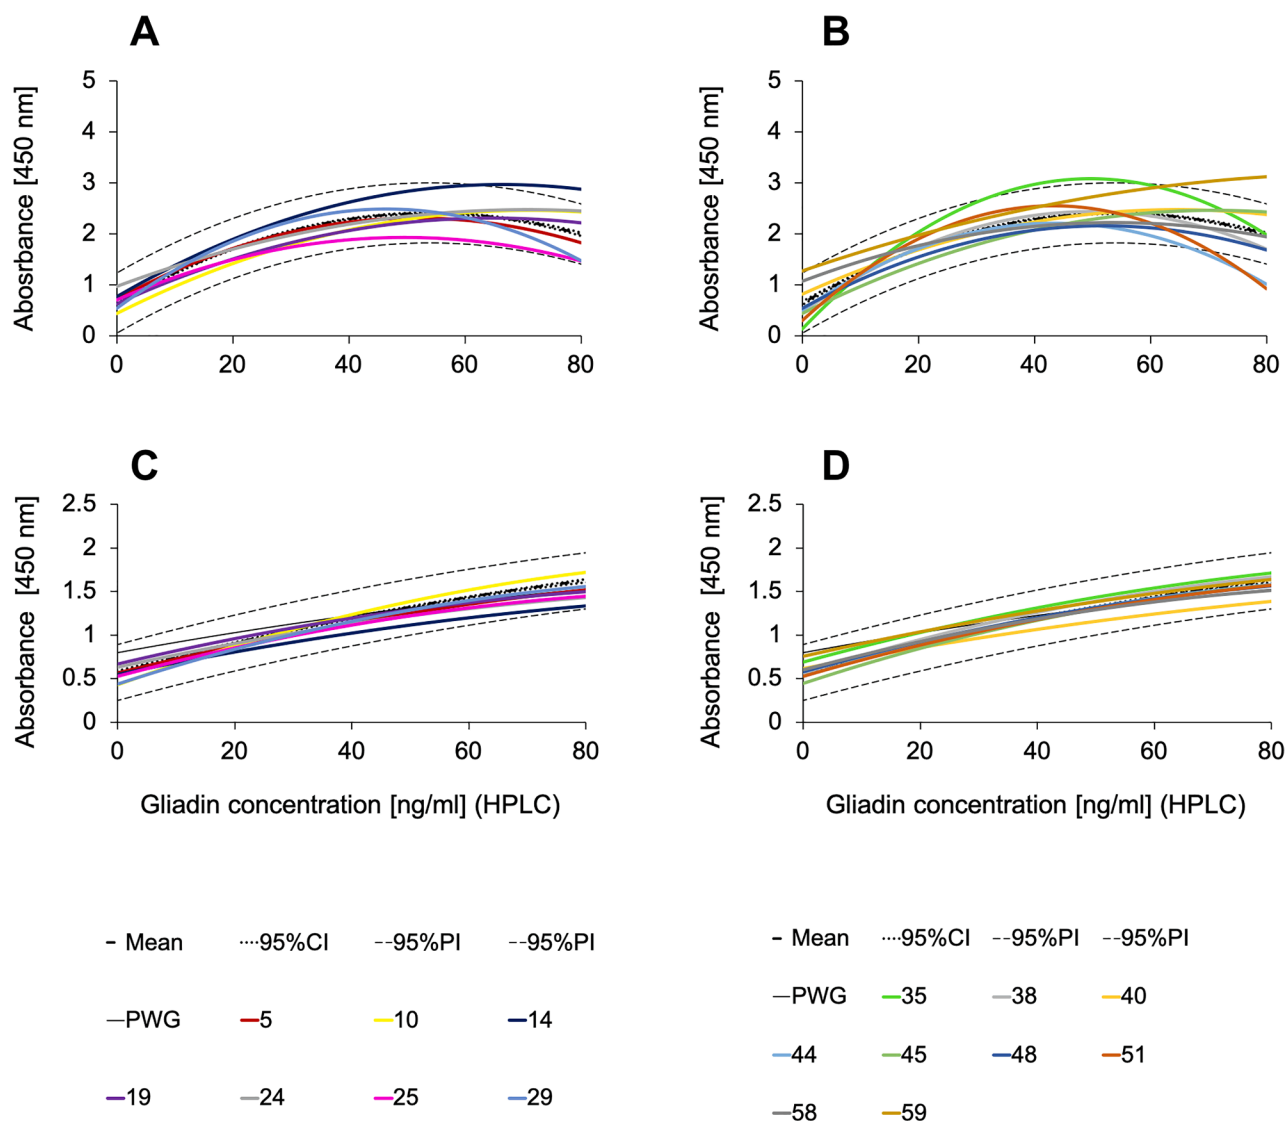 A
B
Abosrbance [450 nm]
5
4
3
2
1
0
0 20 40 60 80
Abosrbance [450 nm]
5
4
3
2
1
0
0 20 40 60 80
C
D
Absorbance [450 nm]
2.5
2
1.5
1
0.5
0
0 20 40 60 80
Gliadin concentration [ng/ml] (HPLC)
Absorbance [450 nm]
2.5
2
1.5
1
0.5
0
0 20 40 60 80
Gliadin concentration [ng/ml] (HPLC)
Mean 95%CI 95%PI 95%PI
PWG 5 10 14
19 24 25 29
Mean 95%CI 95%PI 95%PI
PWG 35 38 40
44 45 48 51
58 59